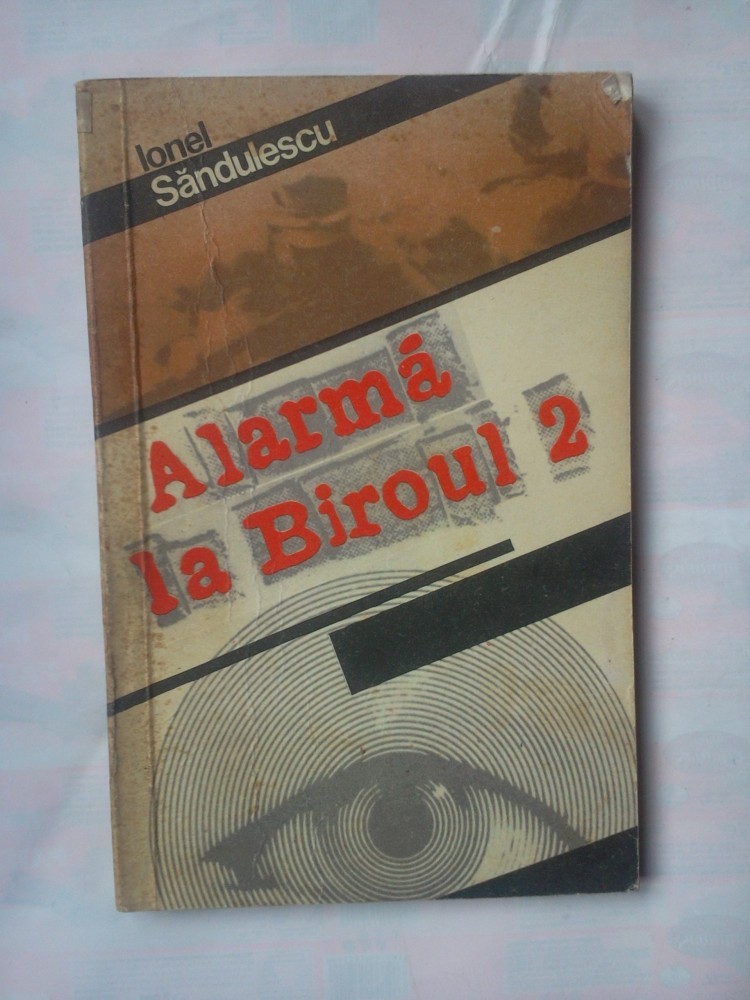 Ionel
Săndulescu
Alarmă
la Biroul 2